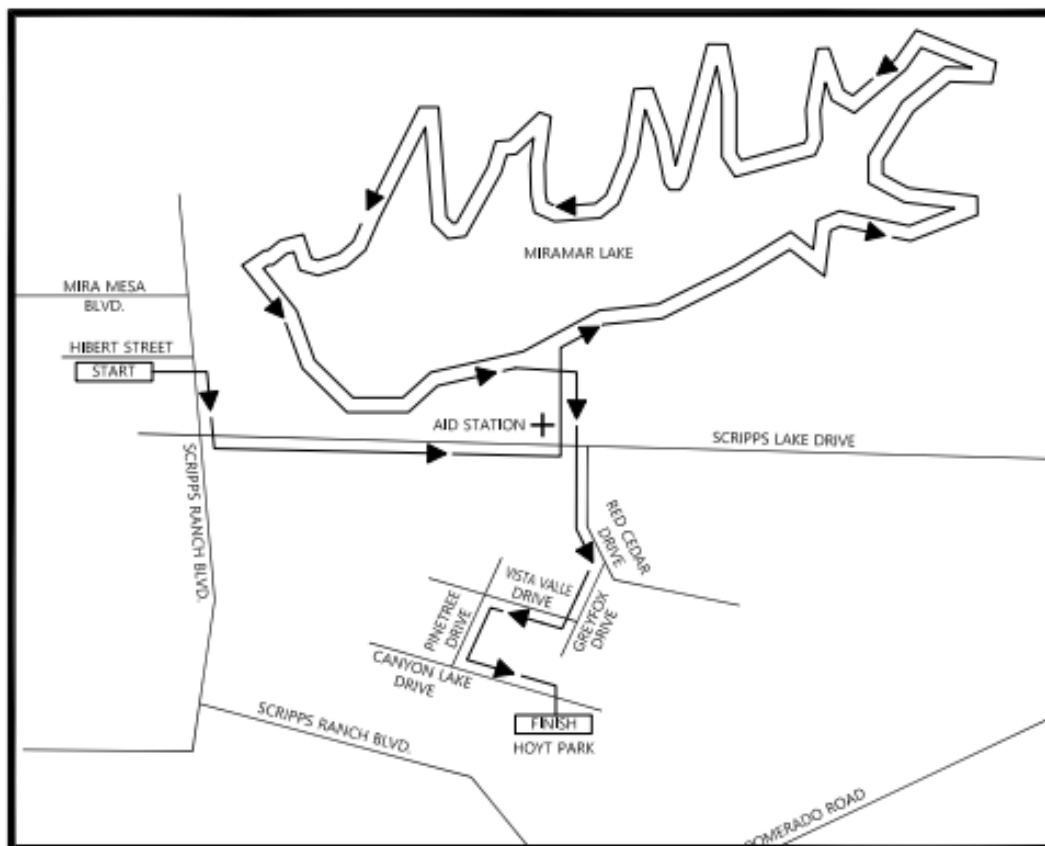 MIRAMAR LAKE
MIRA MESA
BLVD.
HIBERT STREET
START
AID STATION
SCRIPPS LAKE DRIVE
SCRIPPS RANCH BLVD.
RED CEDAR
DRIVE
VISTA VALLE
DRIVE
GREYFOX
DRIVE
PINETREE
DRIVE
CANYON LAKE
DRIVE
SCRIPPS RANCH BLVD.
FINISH
HOYT PARK
POMERADO ROAD